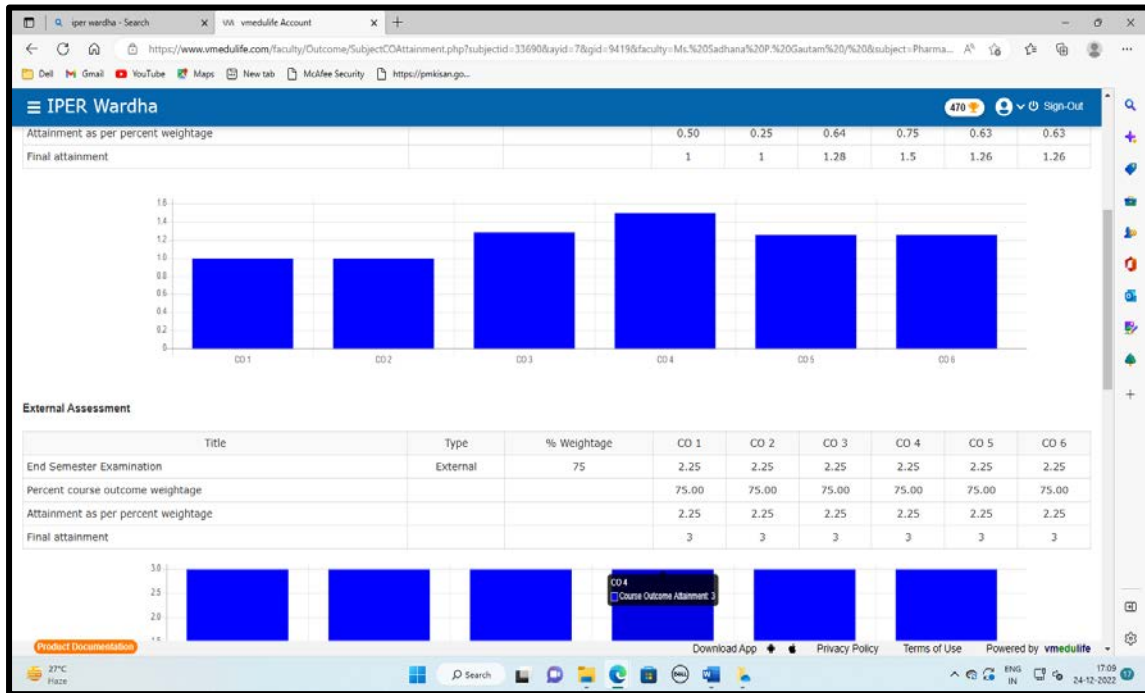 iper wardha - Search
vmedulife Account
https://www.vmedulife.com/faculty/Outcome/SubjectCOAttainment.php?subjectid=33690&ayid=7&gid=9419&faculty=Ms.%20Sadhana%20P.%20Gautam%20/%20&subject=Pharma...
Dell Gmail YouTube Maps New tab McAfee Security https://pmkisan.go...
IPER Wardha 470 Sign-Out
Attainment as per percent weightage 0.50 0.25 0.64 0.75 0.63 0.63
Final attainment 1 1 1.28 1.5 1.26 1.26
1.6
1.4
1.2
1.0
0.8
0.6
0.4
0.2
0
CO 1 CO 2 CO 3 CO 4 CO 5 CO 6
External Assessment
Title Type % Weightage CO 1 CO 2 CO 3 CO 4 CO 5 CO 6
End Semester Examination External 75 2.25 2.25 2.25 2.25 2.25 2.25
Percent course outcome weightage 75.00 75.00 75.00 75.00 75.00 75.00
Attainment as per percent weightage 2.25 2.25 2.25 2.25 2.25 2.25
Final attainment 3 3 3 3 3 3
3.0
CO 4
Course Outcome Attainment: 3
2.5
2.0
Product Documentation Download App Privacy Policy Terms of Use Powered by vmedulife
27°C
Haze
Search
ENG
IN
17:09
24-12-2022